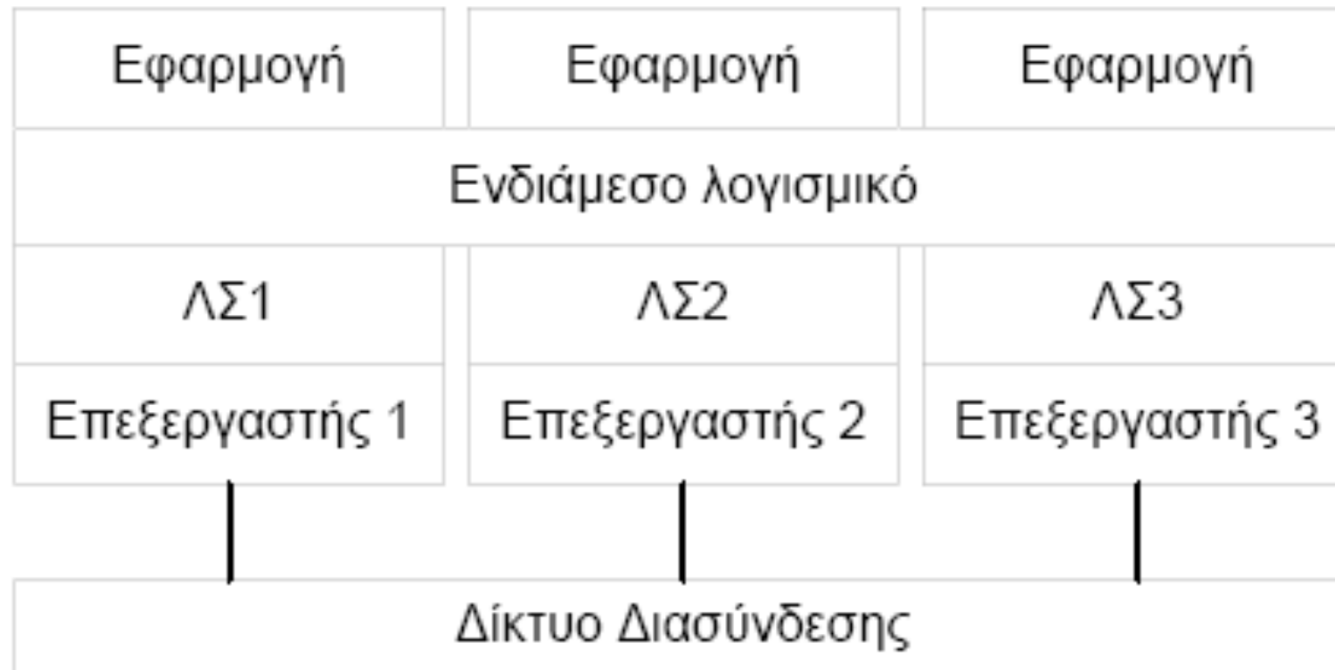 Εφαρμογή Εφαρμογή Εφαρμογή
Ενδιάμεσο λογισμικό
ΛΣ1 ΛΣ2 ΛΣ3
Επεξεργαστής 1 Επεξεργαστής 2 Επεξεργαστής 3
Δίκτυο Διασύνδεσης